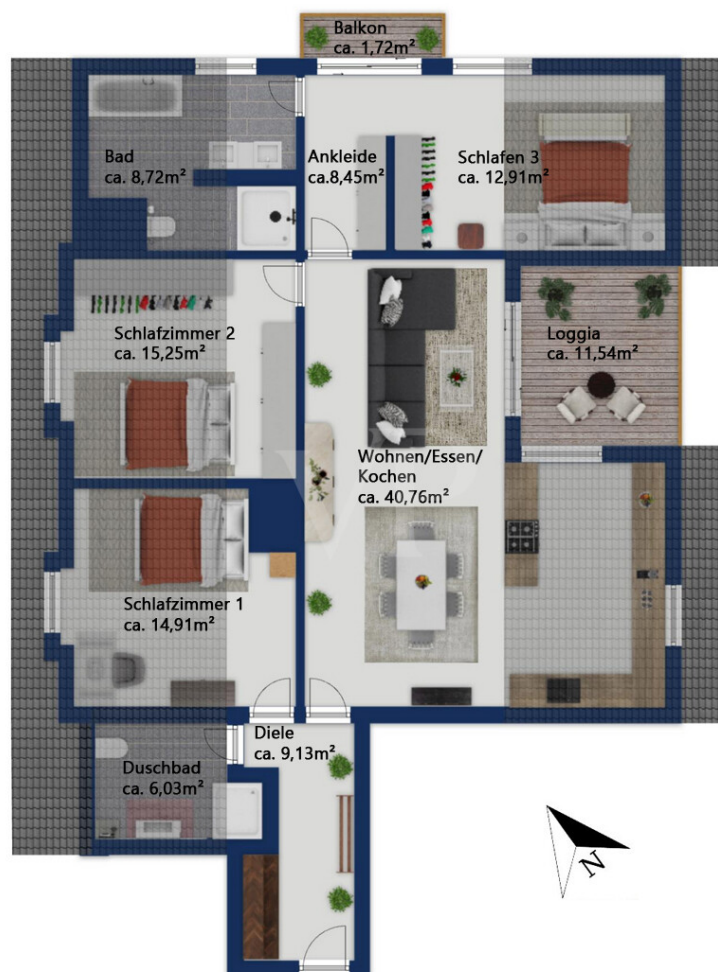 Balkon
ca. 1,72m²
Bad
ca. 8,72m²
Ankleide
ca.8,45m²
Schlafen 3
ca. 12,91m²
Schlafzimmer 2
ca. 15,25m²
Loggia
ca. 11,54m²
Wohnen/Essen/
Kochen
ca. 40,76m²
Schlafzimmer 1
ca. 14,91m²
Diele
ca. 9,13m²
Duschbad
ca. 6,03m²
N